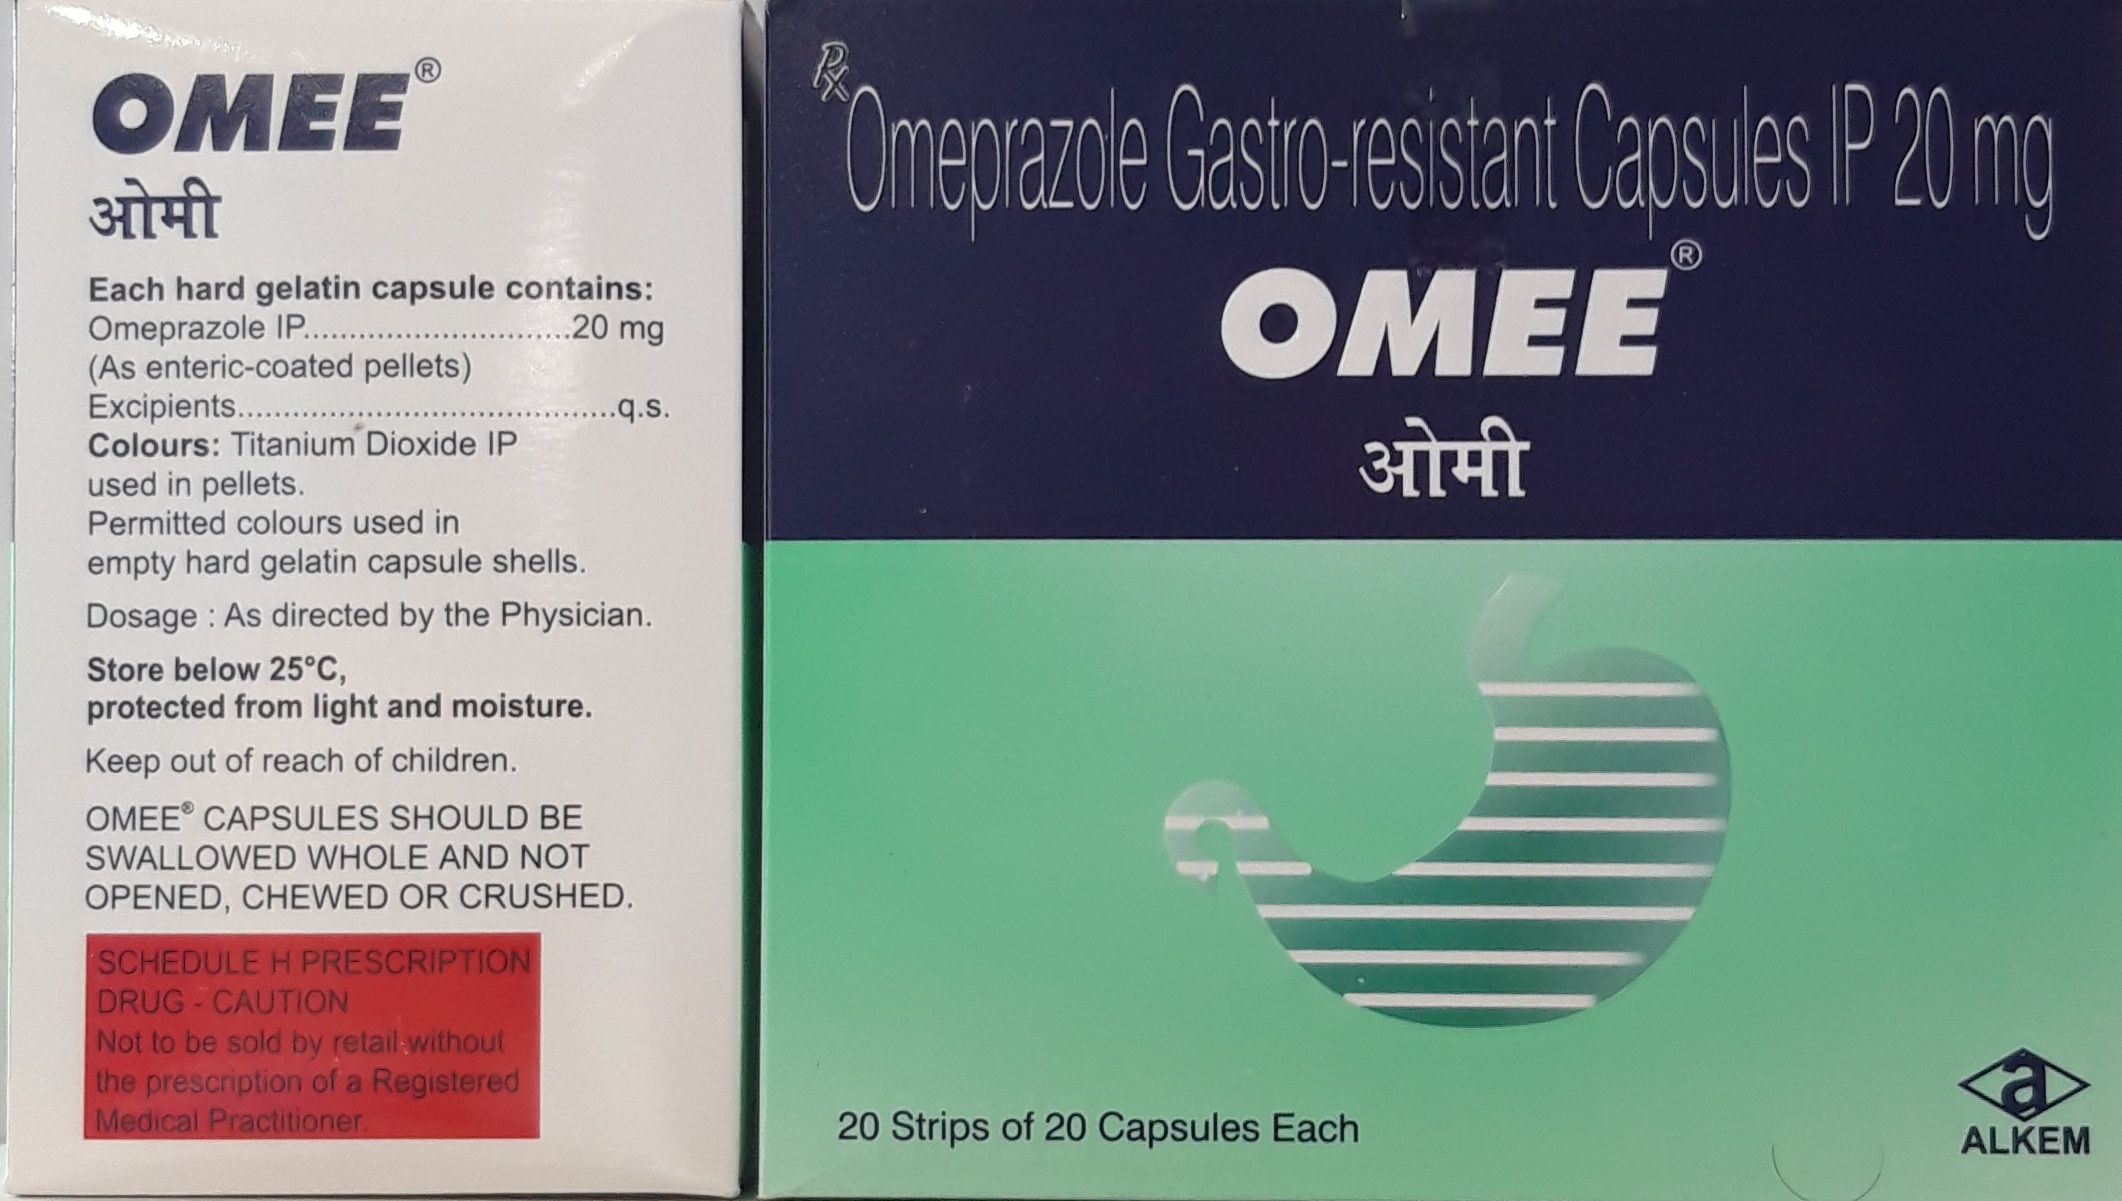 OMEE®
ओमी
Each hard gelatin capsule contains:
Omeprazole IP..............................20 mg
(As enteric-coated pellets)
Excipients..........................................q.s.
Colours: Titanium Dioxide IP
used in pellets.
Permitted colours used in
empty hard gelatin capsule shells.
Dosage : As directed by the Physician.
Store below 25°C,
protected from light and moisture.
Keep out of reach of children.
OMEE® CAPSULES SHOULD BE
SWALLOWED WHOLE AND NOT
OPENED, CHEWED OR CRUSHED.
SCHEDULE H PRESCRIPTION
DRUG - CAUTION
Not to be sold by retail without
the prescription of a Registered
Medical Practitioner.
Rx
Omeprazole Gastro-resistant Capsules IP 20 mg
OMEE®
ओमी
20 Strips of 20 Capsules Each
a
ALKEM